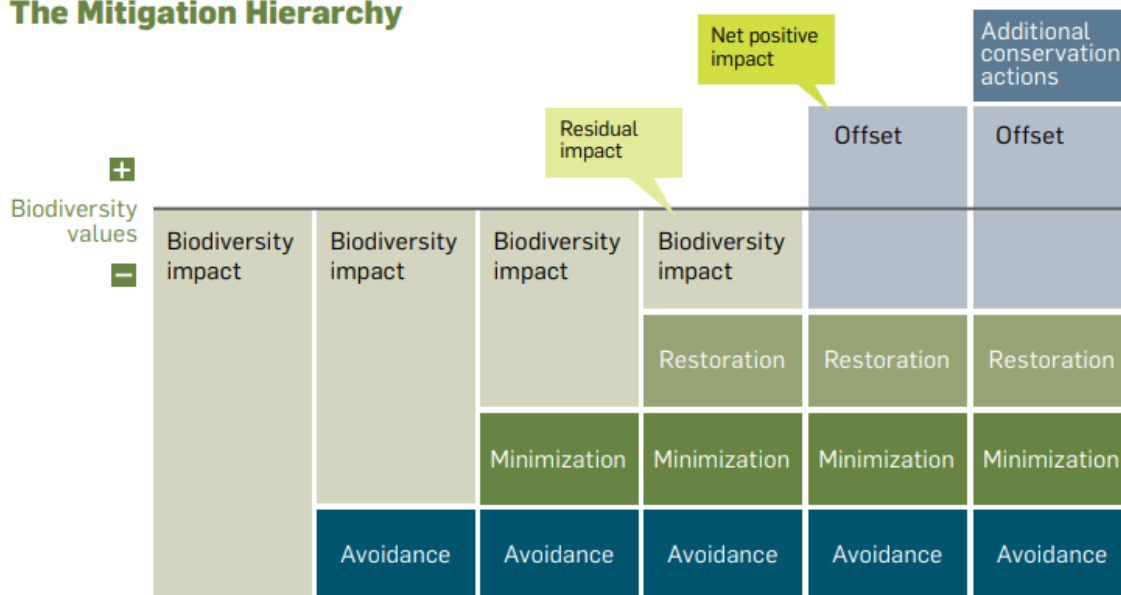 The Mitigation Hierarchy
Net positive
impact
Additional
conservation
actions
Residual
impact
Offset
Offset
+
Biodiversity
values
−
Biodiversity
impact
Biodiversity
impact
Biodiversity
impact
Biodiversity
impact
Restoration
Restoration
Restoration
Minimization
Minimization
Minimization
Minimization
Avoidance
Avoidance
Avoidance
Avoidance
Avoidance